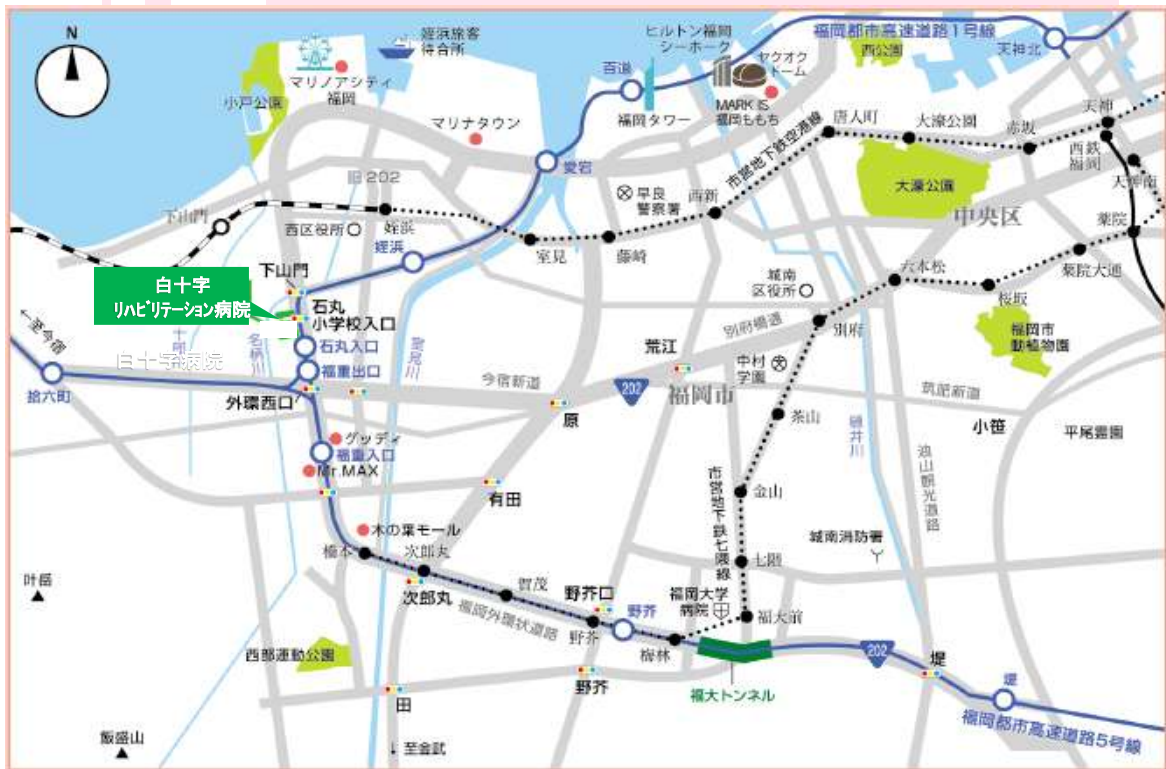 N
姪浜旅客
待合所
ヒルトン福岡
シーホーク
福岡都市高速道路1号線
西公園
天神北
マリノアシティ
福岡
百道
ヤクオク
ドーム
小戸公園
マリナタウン
福岡タワー
MARK IS
福岡ももち
唐人町
大濠公園
赤坂
天神
西鉄
福岡
天神南
旧202
愛宕
早良
警察署
西新
市営地下鉄空港線
大濠公園
中央区
薬院
下山門
西区役所
姪浜
室見
藤崎
姪浜
下山門
白十字
リハビリテーション病院
石丸
小学校入口
石丸入口
福重出口
外環西口
白十字病院
名柄川
←至今宿
拾六町
城南
区役所
六本松
桜坂
薬院大通
別府橋通
別府
福岡市
動植物園
荒江
中村
学園
今宿新道
202
福岡市
筑肥新道
原
茶山
小笹
平尾霊園
グッディ
福重入口
Mr.MAX
有田
金山
市営地下鉄七隈線
油山観光道路
木の葉モール
橋本
次郎丸
次郎丸
賀茂
七隈
城南消防署
叶岳
野芥口
野芥
福岡大学
病院
福大前
福岡外環状道路
野芥
梅林
西部運動公園
202
堤
野芥
福大トンネル
堤
田
福岡都市高速道路5号線
飯盛山
↓至金武